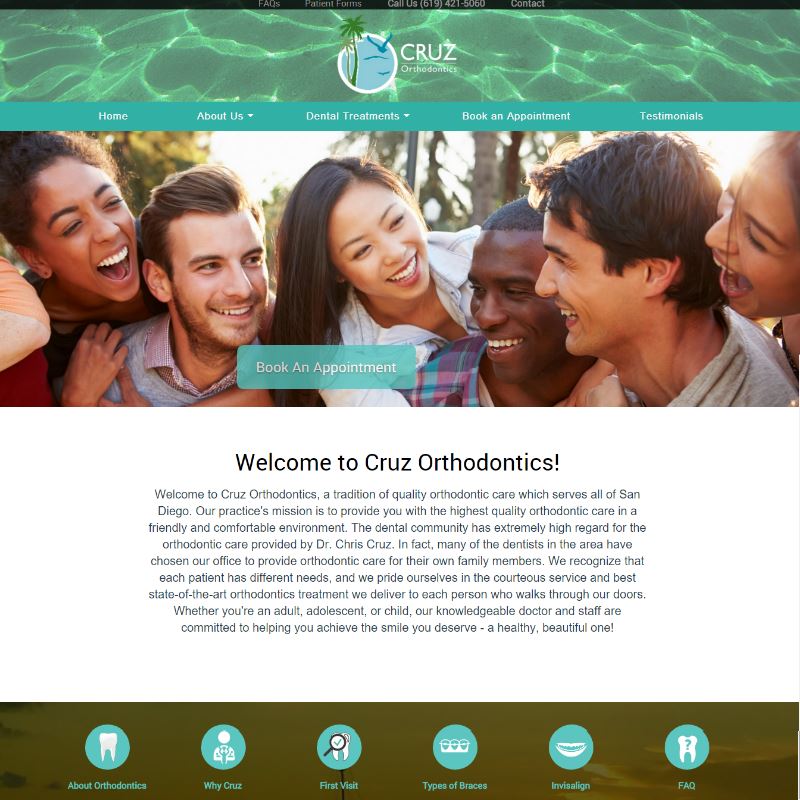 FAQs Patient Forms Call Us (619) 421-5060 Contact
CRUZ
Orthodontics
Home About Us Dental Treatments Book an Appointment Testimonials
Book An Appointment
Welcome to Cruz Orthodontics!
Welcome to Cruz Orthodontics, a tradition of quality orthodontic care which serves all of San
Diego. Our practice's mission is to provide you with the highest quality orthodontic care in a
friendly and comfortable environment. The dental community has extremely high regard for the
orthodontic care provided by Dr. Chris Cruz. In fact, many of the dentists in the area have
chosen our office to provide orthodontic care for their own family members. We recognize that
each patient has different needs, and we pride ourselves in the courteous service and best
state-of-the-art orthodontics treatment we deliver to each person who walks through our doors.
Whether you're an adult, adolescent, or child, our knowledgeable doctor and staff are
committed to helping you achieve the smile you deserve - a healthy, beautiful one!
About Orthodontics Why Cruz First Visit Types of Braces Invisalign FAQ